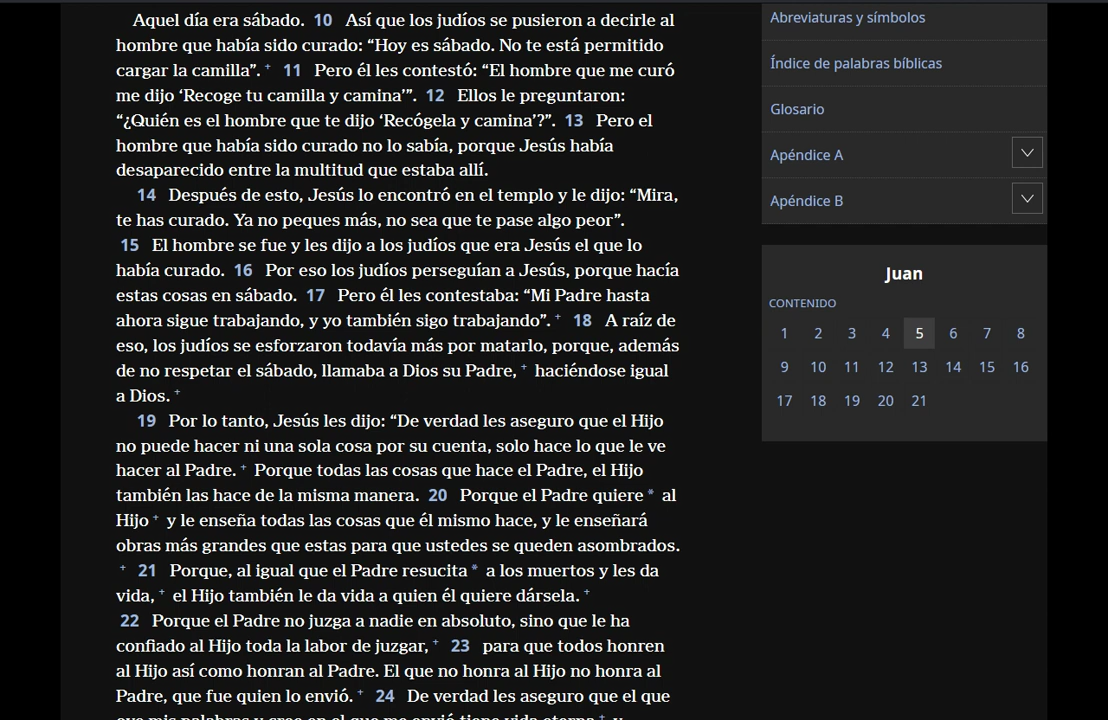 Aquel día era sábado. 10 Así que los judíos se pusieron a decirle al
hombre que había sido curado: “Hoy es sábado. No te está permitido
cargar la camilla”. + 11 Pero él les contestó: “El hombre que me curó
me dijo ‘Recoge tu camilla y camina’”. 12 Ellos le preguntaron:
“¿Quién es el hombre que te dijo ‘Recógela y camina’?”. 13 Pero el
hombre que había sido curado no lo sabía, porque Jesús había
desaparecido entre la multitud que estaba allí.
14 Después de esto, Jesús lo encontró en el templo y le dijo: “Mira,
te has curado. Ya no peques más, no sea que te pase algo peor”.
15 El hombre se fue y les dijo a los judíos que era Jesús el que lo
había curado. 16 Por eso los judíos perseguían a Jesús, porque hacía
estas cosas en sábado. 17 Pero él les contestaba: “Mi Padre hasta
ahora sigue trabajando, y yo también sigo trabajando”. + 18 A raíz de
eso, los judíos se esforzaron todavía más por matarlo, porque, además
de no respetar el sábado, llamaba a Dios su Padre, + haciéndose igual
a Dios. +
19 Por lo tanto, Jesús les dijo: “De verdad les aseguro que el Hijo
no puede hacer ni una sola cosa por su cuenta, solo hace lo que le ve
hacer al Padre. + Porque todas las cosas que hace el Padre, el Hijo
también las hace de la misma manera. 20 Porque el Padre quiere * al
Hijo + y le enseña todas las cosas que él mismo hace, y le enseñará
obras más grandes que estas para que ustedes se queden asombrados.
+ 21 Porque, al igual que el Padre resucita * a los muertos y les da
vida, + el Hijo también le da vida a quien él quiere dársela. +
22 Porque el Padre no juzga a nadie en absoluto, sino que le ha
confiado al Hijo toda la labor de juzgar, + 23 para que todos honren
al Hijo así como honran al Padre. El que no honra al Hijo no honra al
Padre, que fue quien lo envió. + 24 De verdad les aseguro que el que
oye mis palabras y cree en el que me envió tiene vida eterna + y
Abreviaturas y símbolos
Índice de palabras bíblicas
Glosario
Apéndice A
Apéndice B
Juan
CONTENIDO
1 2 3 4 5 6 7 8
9 10 11 12 13 14 15 16
17 18 19 20 21